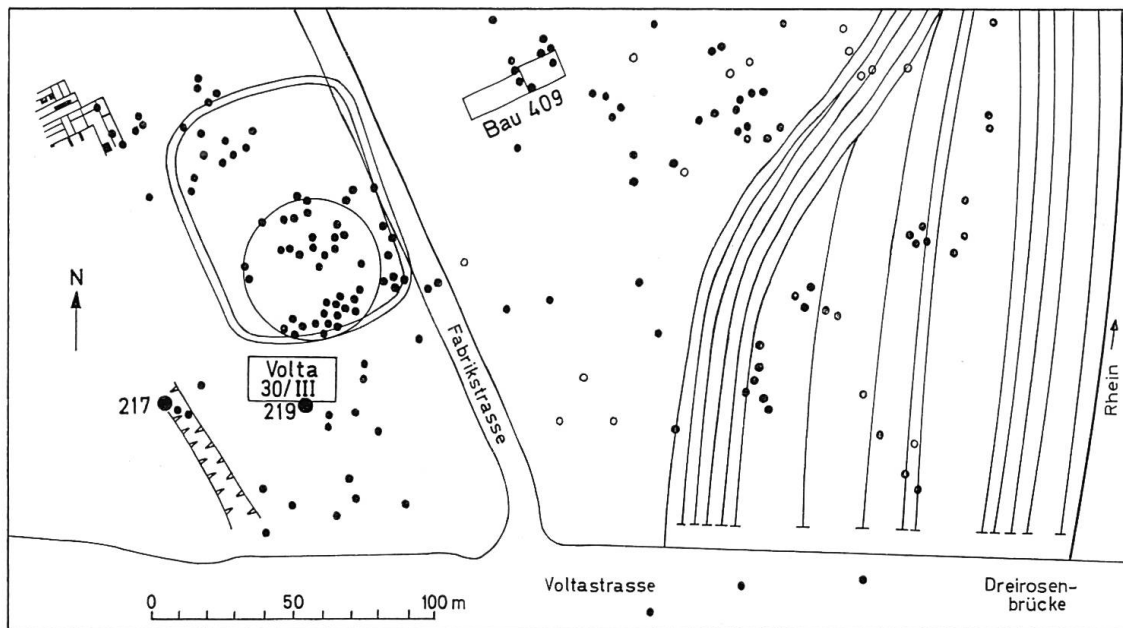 Bau 409
N
Fabrikstrasse
Rhein
Volta
30/III
217
219
Voltastrasse
Dreirosen-
brücke
0 50 100 m